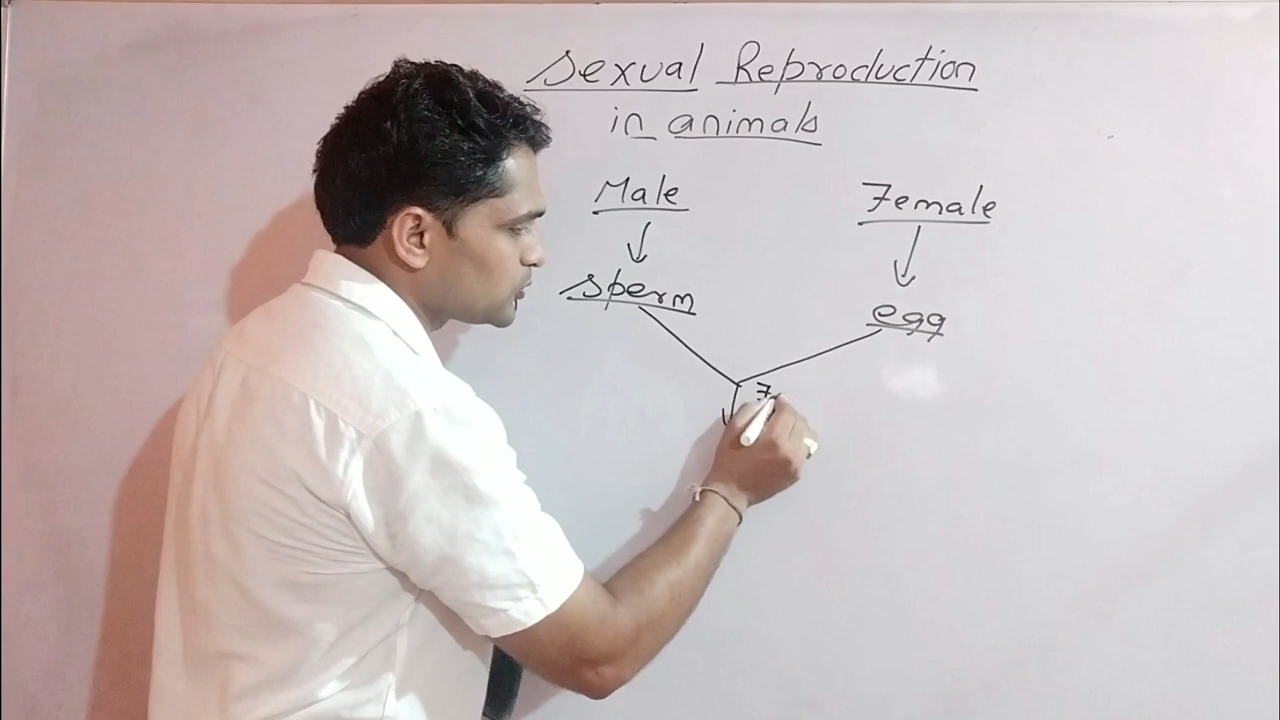 Sexual Reproduction
in animals
Male
Female
sperm
egg
F